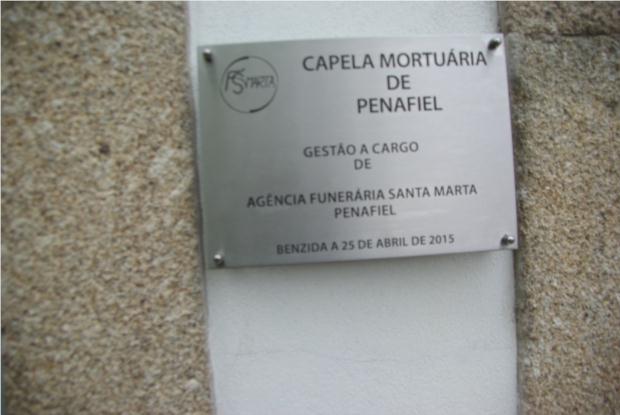 CAPELA MORTUÁRIA
DE
PENAFIEL
GESTÃO A CARGO
DE
AGÊNCIA FUNERÁRIA SANTA MARTA
PENAFIEL
BENZIDA A 25 DE ABRIL DE 2015